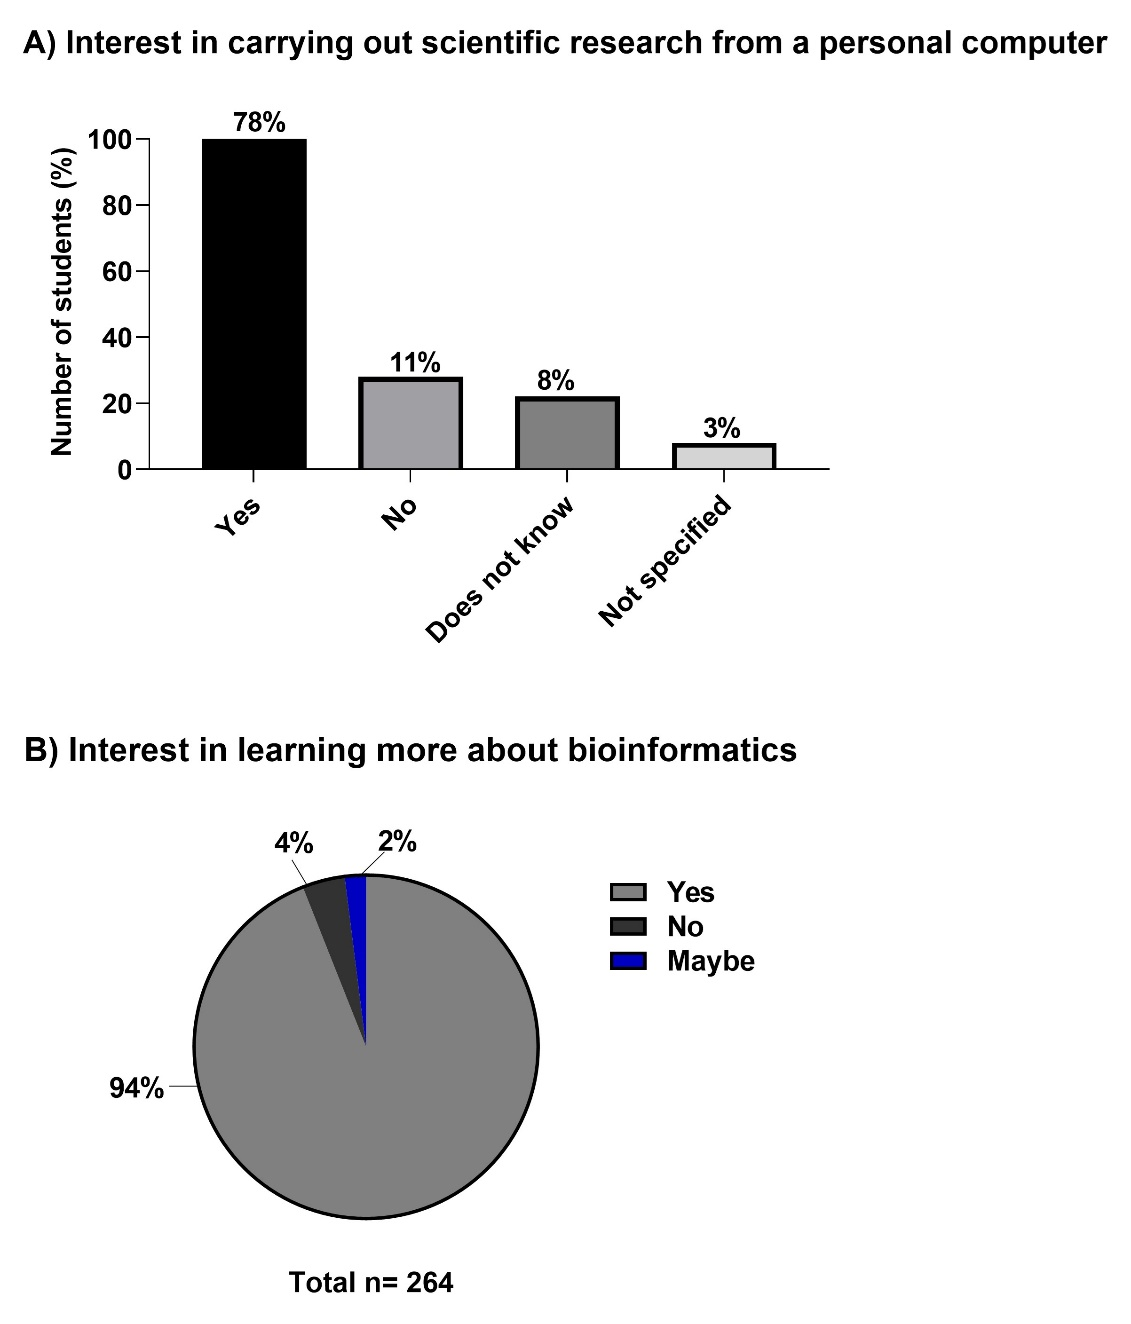 A) Interest in carrying out scientific research from a personal computer
Number of students (%)
100
80
60
40
20
0
78%
11%
8%
3%
Yes
No
Does not know
Not specified
B) Interest in learning more about bioinformatics
4%
2%
94%
Yes
No
Maybe
Total n= 264